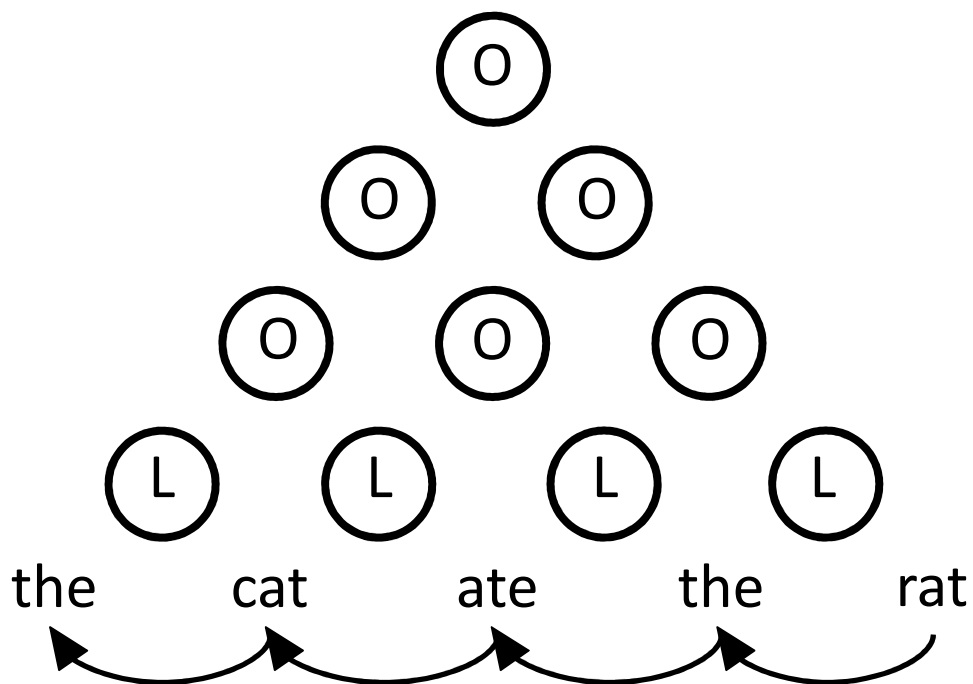 O
O O
O O O
L L L L
the cat ate the rat